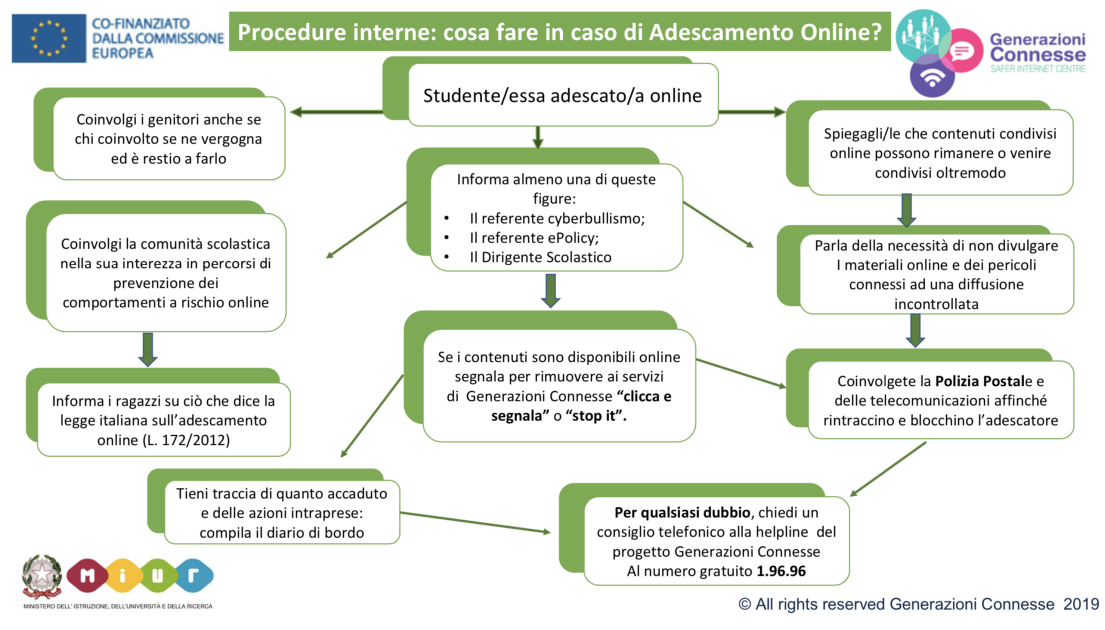 CO-FINANZIATO
DALLA COMMISSIONE
EUROPEA
Procedure interne: cosa fare in caso di Adescamento Online?
Generazioni
Connesse
SAFER INTERNET CENTRE
Studente/essa adescato/a online
Coinvolgi i genitori anche se
chi coinvolto se ne vergogna
ed è restio a farlo
Informa almeno una di queste
figure:
• Il referente cyberbullismo;
• Il referente ePolicy;
• Il Dirigente Scolastico
Spiegagli/le che contenuti condivisi
online possono rimanere o venire
condivisi oltremodo
Coinvolgi la comunità scolastica
nella sua interezza in percorsi di
prevenzione dei
comportamenti a rischio online
Parla della necessità di non divulgare
I materiali online e dei pericoli
connessi ad una diffusione
incontrollata
Se i contenuti sono disponibili online
segnala per rimuovere ai servizi
di Generazioni Connesse “clicca e
segnala” o “stop it”.
Informa i ragazzi su ciò che dice la
legge italiana sull’adescamento
online (L. 172/2012)
Coinvolgete la Polizia Postale e
delle telecomunicazioni affinché
rintraccino e blocchino l’adescatore
Tieni traccia di quanto accaduto
e delle azioni intraprese:
compila il diario di bordo
Per qualsiasi dubbio, chiedi un
consiglio telefonico alla helpline del
progetto Generazioni Connesse
Al numero gratuito 1.96.96
miur
MINISTERO DELL' ISTRUZIONE, DELL'UNIVERSITÀ E DELLA RICERCA
© All rights reserved Generazioni Connesse 2019